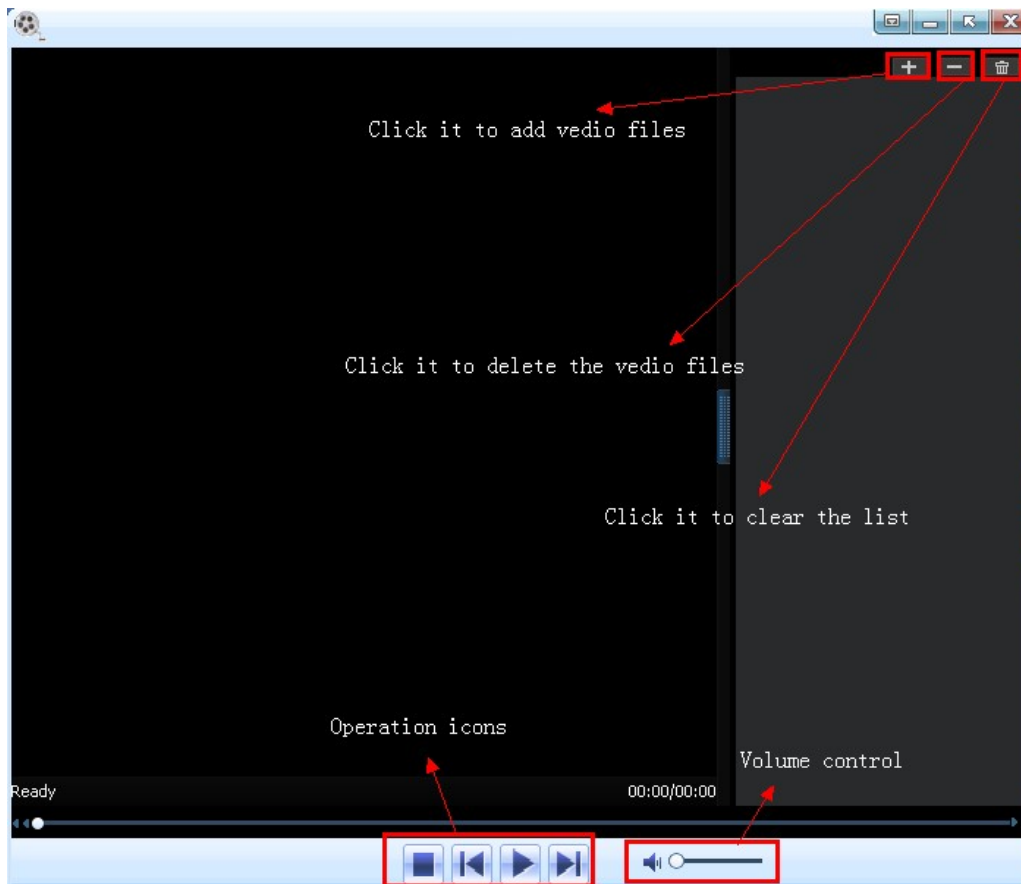 Click it to add vedio files
Click it to delete the vedio files
Click it to clear the list
Operation icons
Volume control
Ready
00:00/00:00